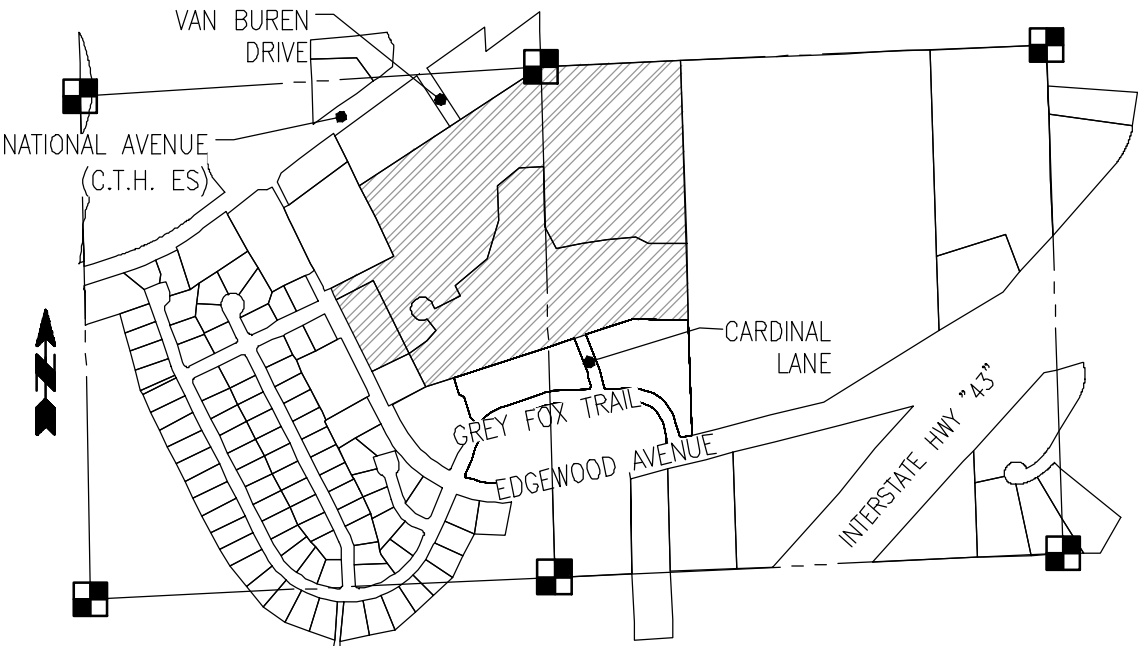 VAN BUREN
DRIVE
NATIONAL AVENUE
(C.T.H. ES)
N
CARDINAL
LANE
GREY FOX TRAIL
EDGEWOOD AVENUE
INTERSTATE HWY "43"